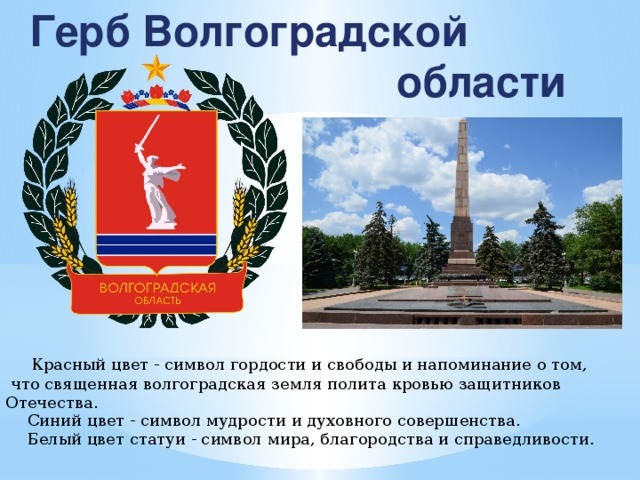 Герб Волгоградской
области
ВОЛГОГРАДСКАЯ
ОБЛАСТЬ
Красный цвет - символ гордости и свободы и напоминание о том,
что священная волгоградская земля полита кровью защитников
Отечества.
Синий цвет - символ мудрости и духовного совершенства.
Белый цвет статуи - символ мира, благородства и справедливости.